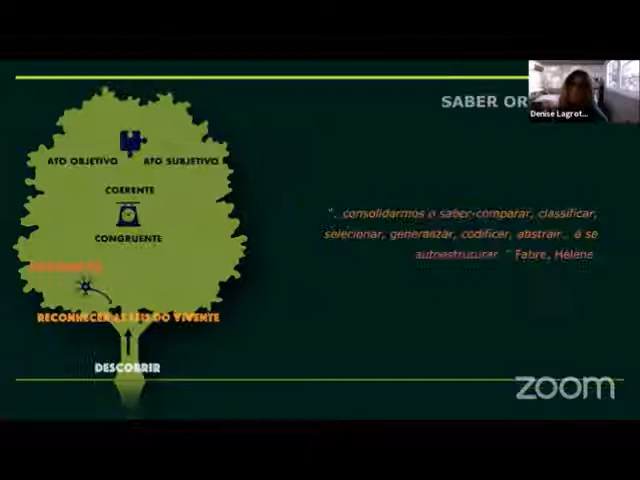 SABER OR
Denise Lagrot...
ATO OBJETIVO ATO SUBJETIVO
COERENTE
CONGRUENTE
RECONHECER AS LEIS DO VIVENTE
DESCOBRIR
"...consolidarmos o saber-comparar, classificar,
selecionar, generalizar, codificar, abstrair... é se
autoestruturar. " Fabre, Hélène
zoom